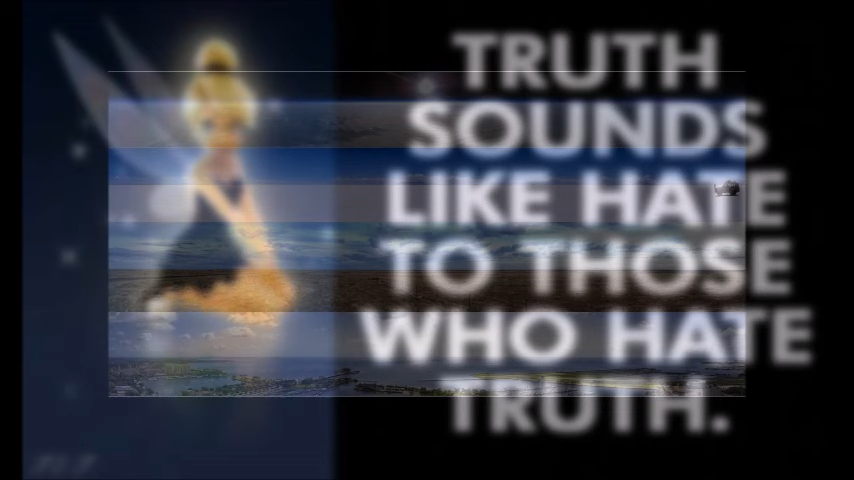 TRUTH
SOUNDS
LIKE HATE
TO THOSE
WHO HATE
TRUTH.